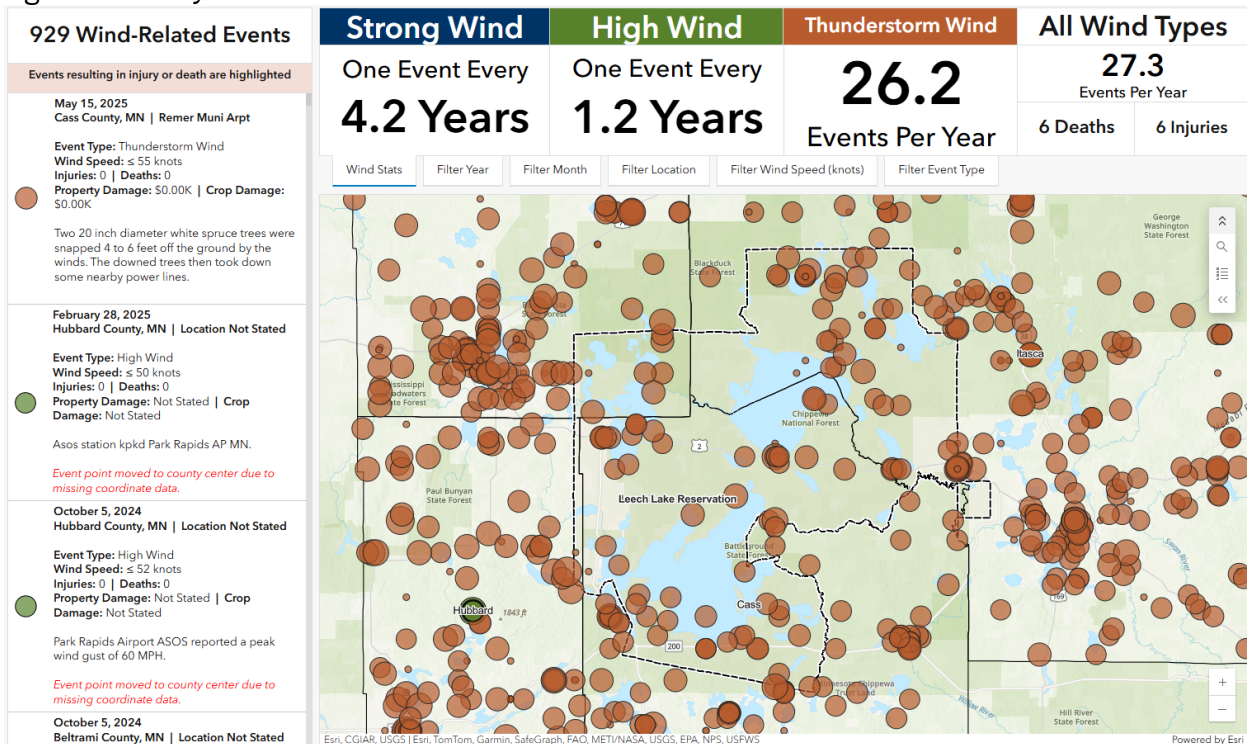 929 Wind-Related Events
Events resulting in injury or death are highlighted
May 15, 2025
Cass County, MN | Remer Muni Arpt
Event Type: Thunderstorm Wind
Wind Speed: ≤ 55 knots
Injuries: 0 | Deaths: 0
Property Damage: $0.00K | Crop Damage:
$0.00K
Two 20 inch diameter white spruce trees were
snapped 4 to 6 feet off the ground by the
winds. The downed trees then took down
some nearby power lines.
February 28, 2025
Hubbard County, MN | Location Not Stated
Event Type: High Wind
Wind Speed: ≤ 50 knots
Injuries: 0 | Deaths: 0
Property Damage: Not Stated | Crop
Damage: Not Stated
Asos station kpkd Park Rapids AP MN.
Event point moved to county center due to
missing coordinate data.
October 5, 2024
Hubbard County, MN | Location Not Stated
Event Type: High Wind
Wind Speed: ≤ 52 knots
Injuries: 0 | Deaths: 0
Property Damage: Not Stated | Crop
Damage: Not Stated
Park Rapids Airport ASOS reported a peak
wind gust of 60 MPH.
Event point moved to county center due to
missing coordinate data.
October 5, 2024
Beltrami County, MN | Location Not Stated
Strong Wind
One Event Every
4.2 Years
High Wind
One Event Every
1.2 Years
Thunderstorm Wind
26.2
Events Per Year
All Wind Types
27.3
Events Per Year
6 Deaths
6 Injuries
Wind Stats
Filter Year
Filter Month
Filter Location
Filter Wind Speed (knots)
Filter Event Type
George
Washington
State Forest
Blackduck
State Forest
Itasca
Chippewa
National Forest
2
Paul Bunyan
State Forest
Leech Lake Reservation
Battleground
State Forest
Cass
Hubbard
1843 ft
200
169
Swan River
Willow River
Trust Land
Hill River
State Forest
Esri, CGIAR, USGS | Esri, TomTom, Garmin, SafeGraph, FAO, METI/NASA, USGS, EPA, NPS, USFWS
Powered by Esri